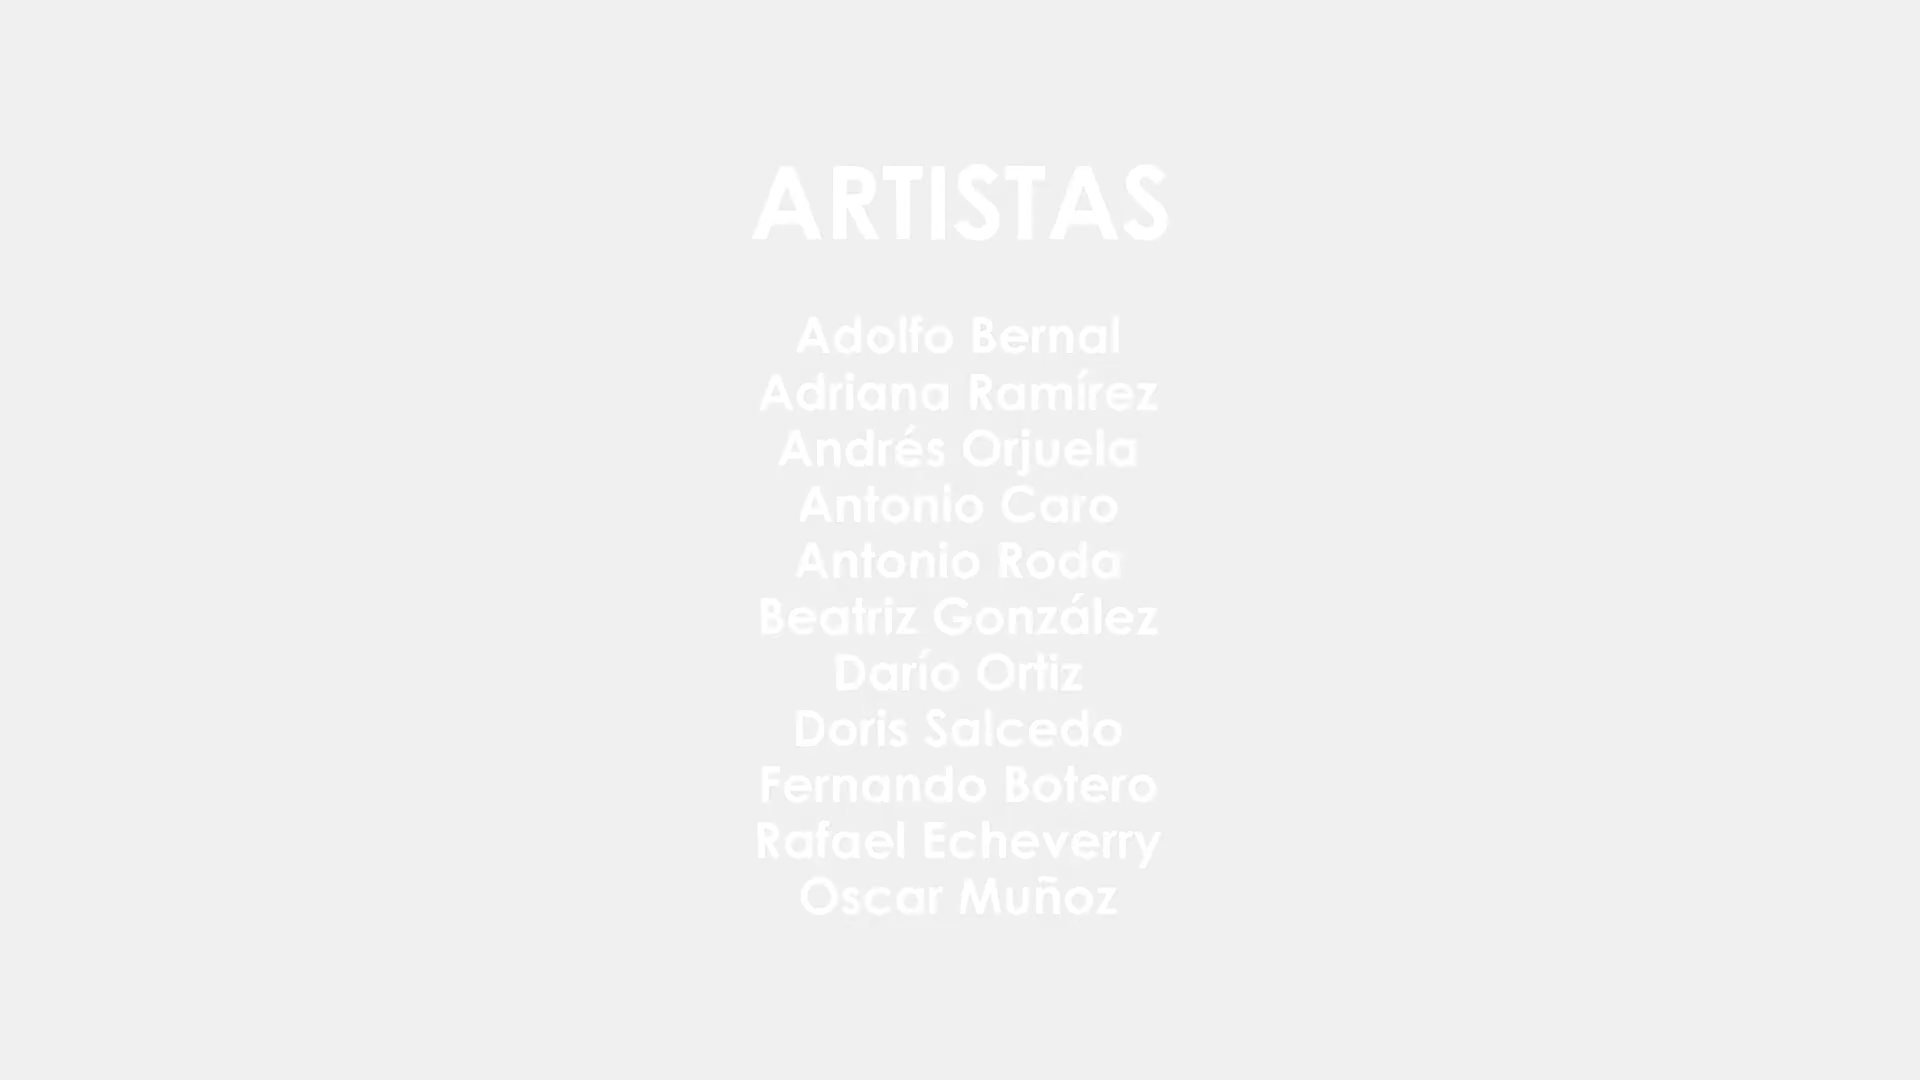 ARTISTAS
Adolfo Bernal
Adriana Ramírez
Andrés Orjuela
Antonio Caro
Antonio Roda
Beatriz González
Darío Ortiz
Doris Salcedo
Fernando Botero
Rafael Echeverry
Oscar Muñoz